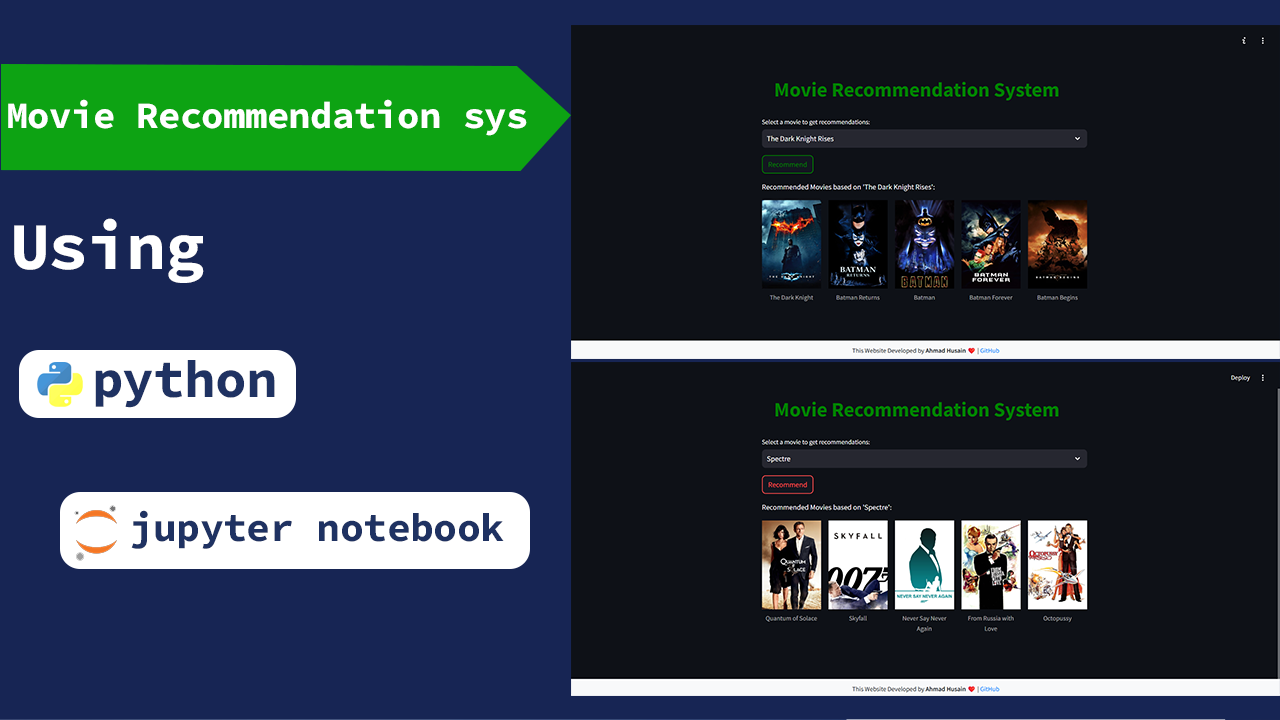 Movie Recommendation sys
Using
python
jupyter notebook
Movie Recommendation System
Select a movie to get recommendations:
The Dark Knight Rises
Recommend
Recommended Movies based on 'The Dark Knight Rises':
BATMAN RETURNS
BATMAN
BATMAN FOREVER
BATMAN BEGINS
The Dark Knight
Batman Returns
Batman
Batman Forever
Batman Begins
This Website Developed by Ahmad Husain ❤ | GitHub
Deploy
Movie Recommendation System
Select a movie to get recommendations:
Spectre
Recommend
Recommended Movies based on 'Spectre':
QUANTUM
OF SOLACE
SKYFALL
007
NEVER SAY NEVER AGAIN
OCTOPUSSY
Quantum of Solace
Skyfall
Never Say Never
Again
From Russia with
Love
Octopussy
This Website Developed by Ahmad Husain ❤ | GitHub